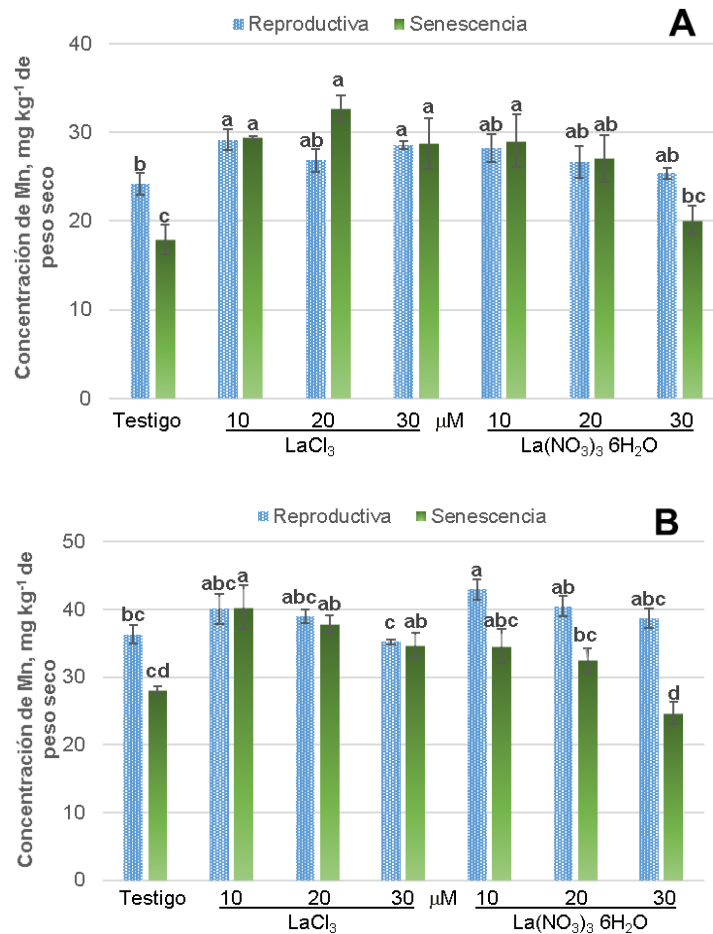 Reproductiva Senescencia A
40
30
20
10
0
Concentración de Mn, mg kg⁻¹ de
peso seco
b c a a ab a a a ab a ab ab ab bc
Testigo 10 20 30 μM 10 20 30
LaCl₃ La(NO₃)₃ 6H₂O
Reproductiva Senescencia B
50
40
30
20
10
0
Concentración de Mn, mg kg⁻¹ de
peso seco
bc cd abc a abc ab c ab a abc ab bc abc d
Testigo 10 20 30 μM 10 20 30
LaCl₃ La(NO₃)₃ 6H₂O